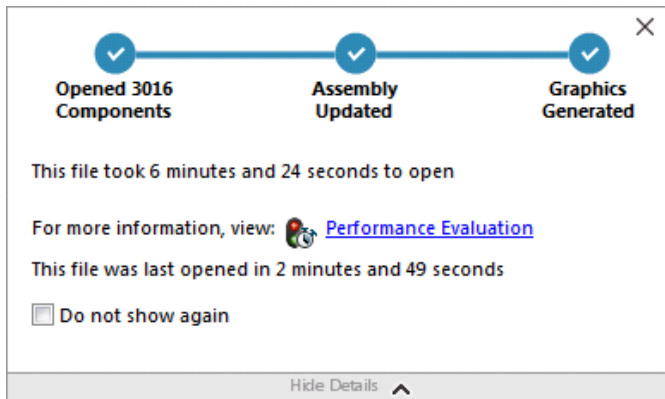 Opened 3016
Components
Assembly
Updated
Graphics
Generated
This file took 6 minutes and 24 seconds to open
For more information, view: Performance Evaluation
This file was last opened in 2 minutes and 49 seconds
Do not show again
Hide Details